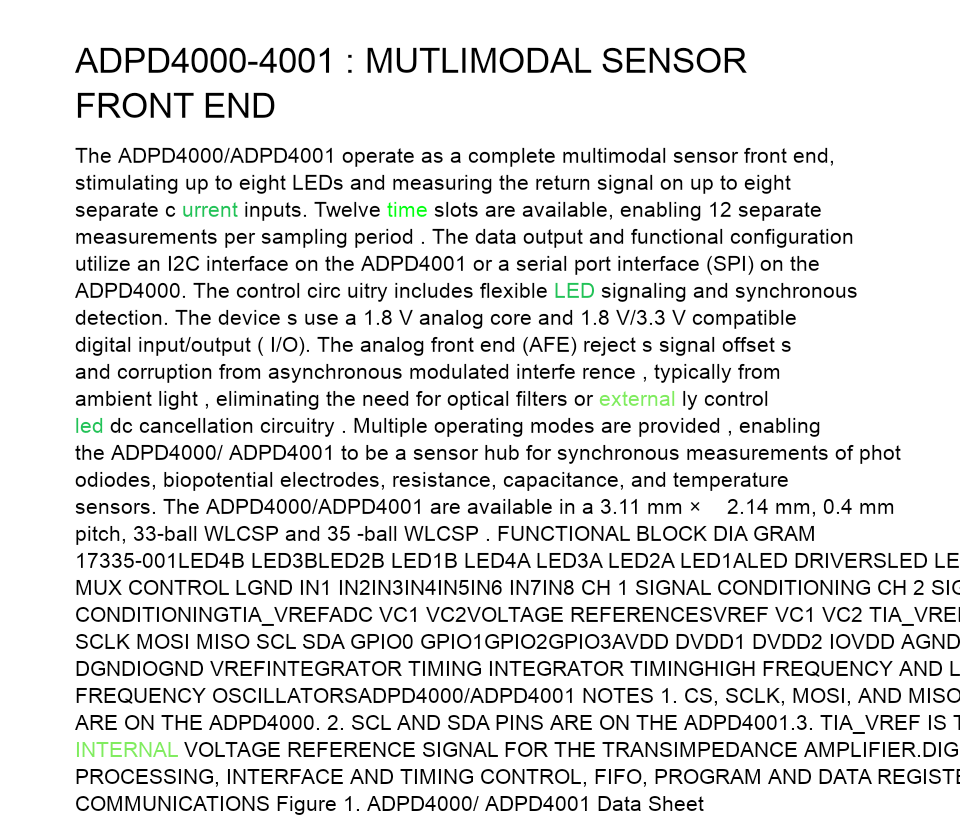 ADPD4000-4001 : MUTLIMODAL SENSOR
FRONT END
The ADPD4000/ADPD4001 operate as a complete multimodal sensor front end,
stimulating up to eight LEDs and measuring the return signal on up to eight
separate c urrent inputs. Twelve time slots are available, enabling 12 separate
measurements per sampling period . The data output and functional configuration
utilize an I2C interface on the ADPD4001 or a serial port interface (SPI) on the
ADPD4000. The control circ uitry includes flexible LED signaling and synchronous
detection. The device s use a 1.8 V analog core and 1.8 V/3.3 V compatible
digital input/output ( I/O). The analog front end (AFE) reject s signal offset s
and corruption from asynchronous modulated interfe rence , typically from
ambient light , eliminating the need for optical filters or external ly control
led dc cancellation circuitry . Multiple operating modes are provided , enabling
the ADPD4000/ ADPD4001 to be a sensor hub for synchronous measurements of phot
odiodes, biopotential electrodes, resistance, capacitance, and temperature
sensors. The ADPD4000/ADPD4001 are available in a 3.11 mm × 2.14 mm, 0.4 mm
pitch, 33-ball WLCSP and 35 -ball WLCSP . FUNCTIONAL BLOCK DIA GRAM
17335-001LED4B LED3BLED2B LED1B LED4A LED3A LED2A LED1ALED DRIVERSLED LE
MUX CONTROL LGND IN1 IN2IN3IN4IN5IN6 IN7IN8 CH 1 SIGNAL CONDITIONING CH 2 SIG
CONDITIONINGTIA_VREFADC VC1 VC2VOLTAGE REFERENCESVREF VC1 VC2 TIA_VREF
SCLK MOSI MISO SCL SDA GPIO0 GPIO1GPIO2GPIO3AVDD DVDD1 DVDD2 IOVDD AGND
DGNDIOGND VREFINTEGRATOR TIMING INTEGRATOR TIMINGHIGH FREQUENCY AND L
FREQUENCY OSCILLATORSADPD4000/ADPD4001 NOTES 1. CS, SCLK, MOSI, AND MISO
ARE ON THE ADPD4000. 2. SCL AND SDA PINS ARE ON THE ADPD4001.3. TIA_VREF IS T
INTERNAL VOLTAGE REFERENCE SIGNAL FOR THE TRANSIMPEDANCE AMPLIFIER.DIG
PROCESSING, INTERFACE AND TIMING CONTROL, FIFO, PROGRAM AND DATA REGISTE
COMMUNICATIONS Figure 1. ADPD4000/ ADPD4001 Data Sheet